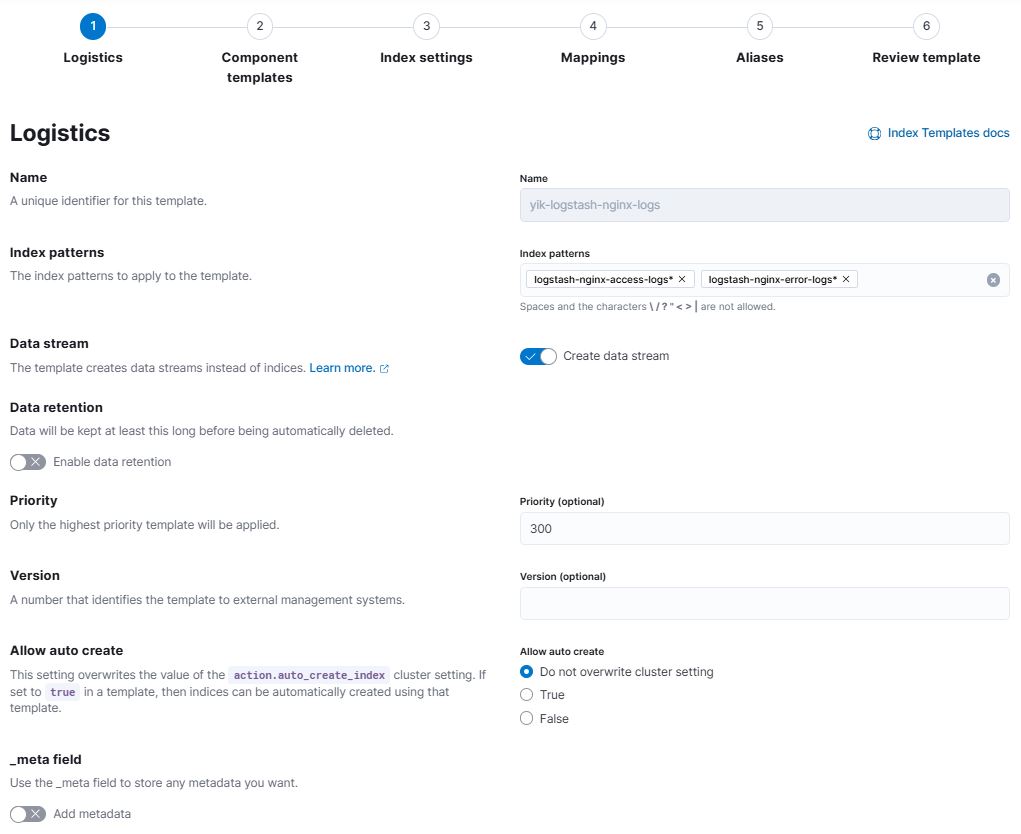 1
2
3
4
5
6
Logistics
Component
templates
Index settings
Mappings
Aliases
Review template
Logistics
Index Templates docs
Name
A unique identifier for this template.
Name
yik-logstash-nginx-logs
Index patterns
The index patterns to apply to the template.
Index patterns
logstash-nginx-access-logs*
logstash-nginx-error-logs*
Spaces and the characters \ / ? " < > | are not allowed.
Data stream
The template creates data streams instead of indices. Learn more.
Create data stream
Data retention
Data will be kept at least this long before being automatically deleted.
Enable data retention
Priority
Only the highest priority template will be applied.
Priority (optional)
300
Version
A number that identifies the template to external management systems.
Version (optional)
Allow auto create
This setting overwrites the value of the action.auto_create_index cluster setting. If
set to true in a template, then indices can be automatically created using that
template.
Allow auto create
Do not overwrite cluster setting
True
False
_meta field
Use the _meta field to store any metadata you want.
Add metadata